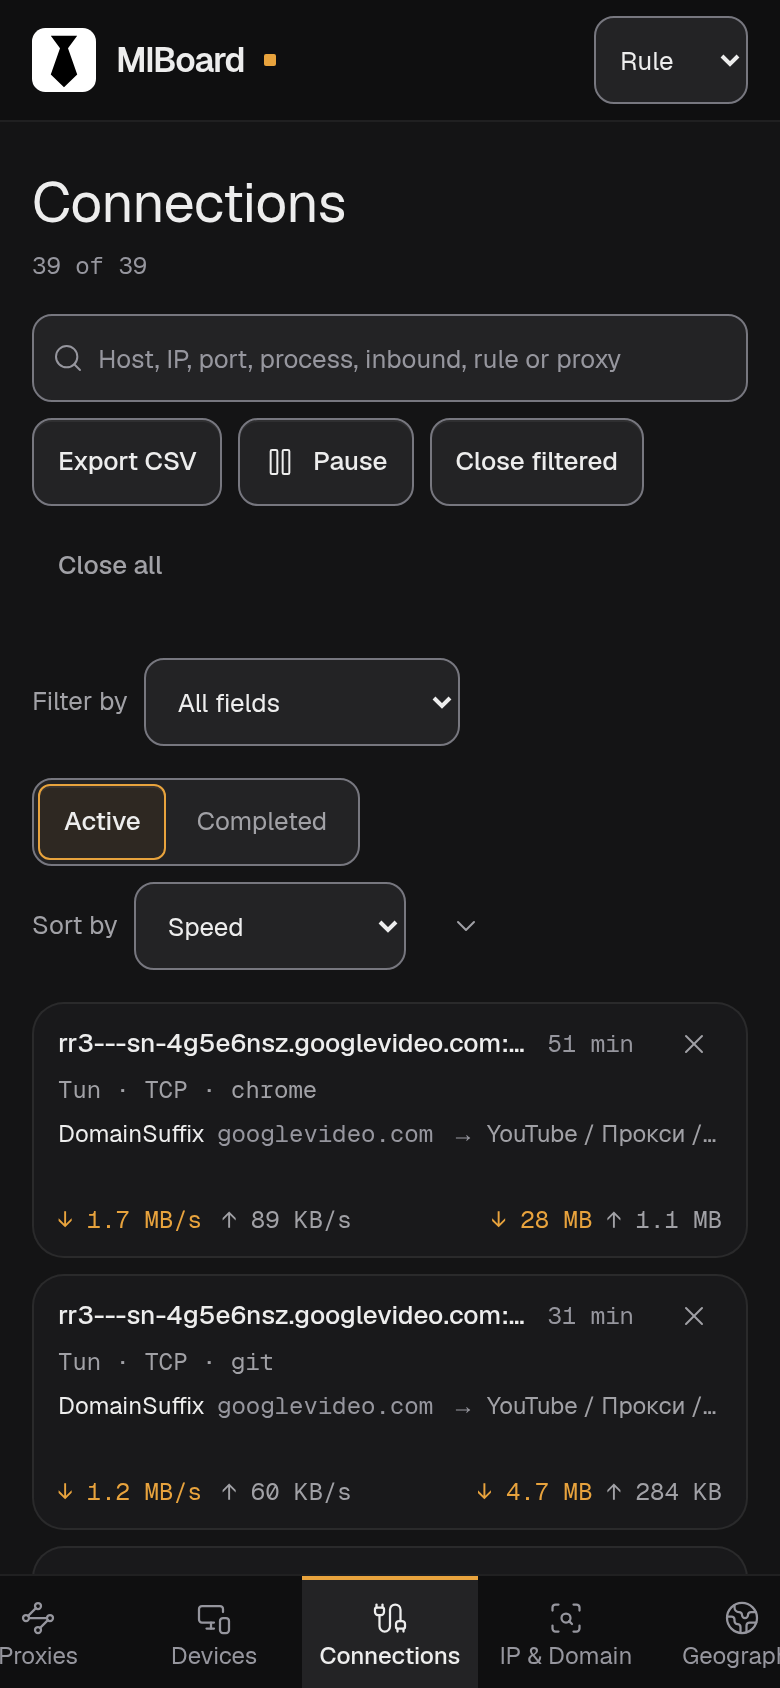 MIBoard
Rule
Connections
39 of 39
Host, IP, port, process, inbound, rule or proxy
Export CSV
Pause
Close filtered
Close all
Filter by
All fields
Active
Completed
Sort by
Speed
rr3---sn-4g5e6nsz.googlevideo.com:… 51 min
Tun · TCP · chrome
DomainSuffix googlevideo.com → YouTube / Прокси /…
↓ 1.7 MB/s ↑ 89 KB/s ↓ 28 MB ↑ 1.1 MB
rr3---sn-4g5e6nsz.googlevideo.com:… 31 min
Tun · TCP · git
DomainSuffix googlevideo.com → YouTube / Прокси /…
↓ 1.2 MB/s ↑ 60 KB/s ↓ 4.7 MB ↑ 284 KB
Proxies
Devices
Connections
IP & Domain
Geograph